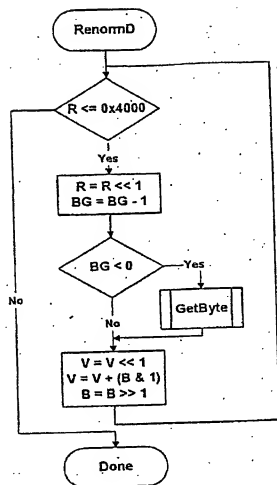 RenormD
R <= 0x4000
Yes
R = R << 1
BG = BG - 1
BG < 0
Yes
GetByte
No
No
V = V << 1
V = V + (B & 1)
B = B >> 1
Done